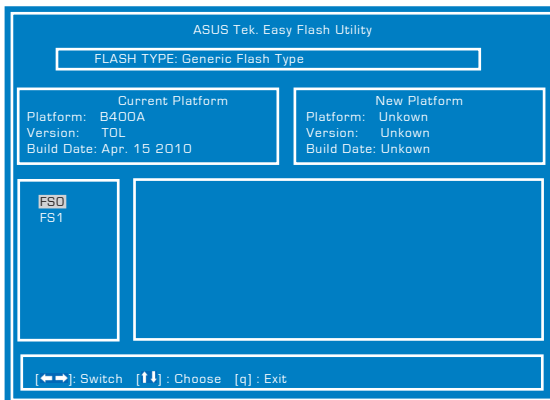 ASUS Tek. Easy Flash Utility
FLASH TYPE: Generic Flash Type
Current Platform
Platform: B400A
Version: T0L
Build Date: Apr. 15 2010
New Platform
Platform: Unkown
Version: Unkown
Build Date: Unkown
FS0
FS1
[⬅➡]: Switch [⬆⬇] : Choose [q] : Exit